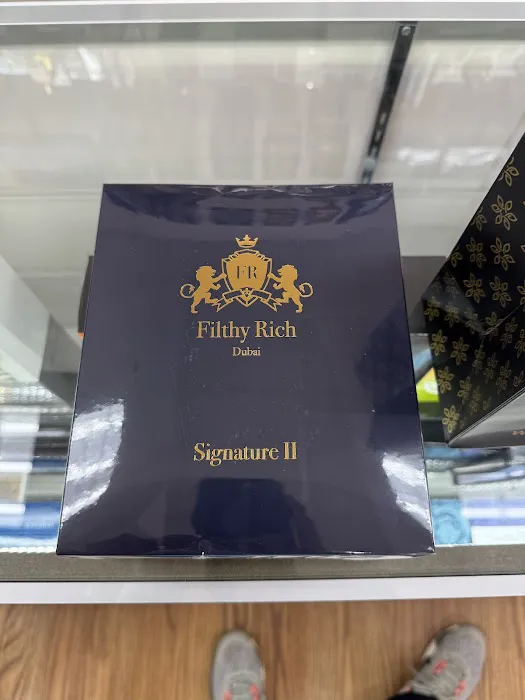 FR
Filthy Rich
Dubai
Signature II